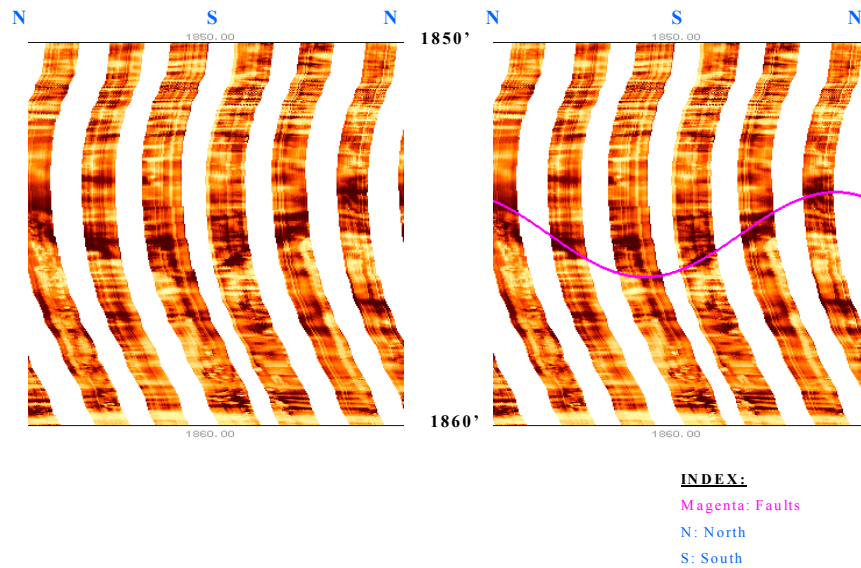 N S N N S N
1850.00 1850' 1850.00
1860' 
1860.00 1860.00
INDEX:
Magenta: Faults
N: North
S: South